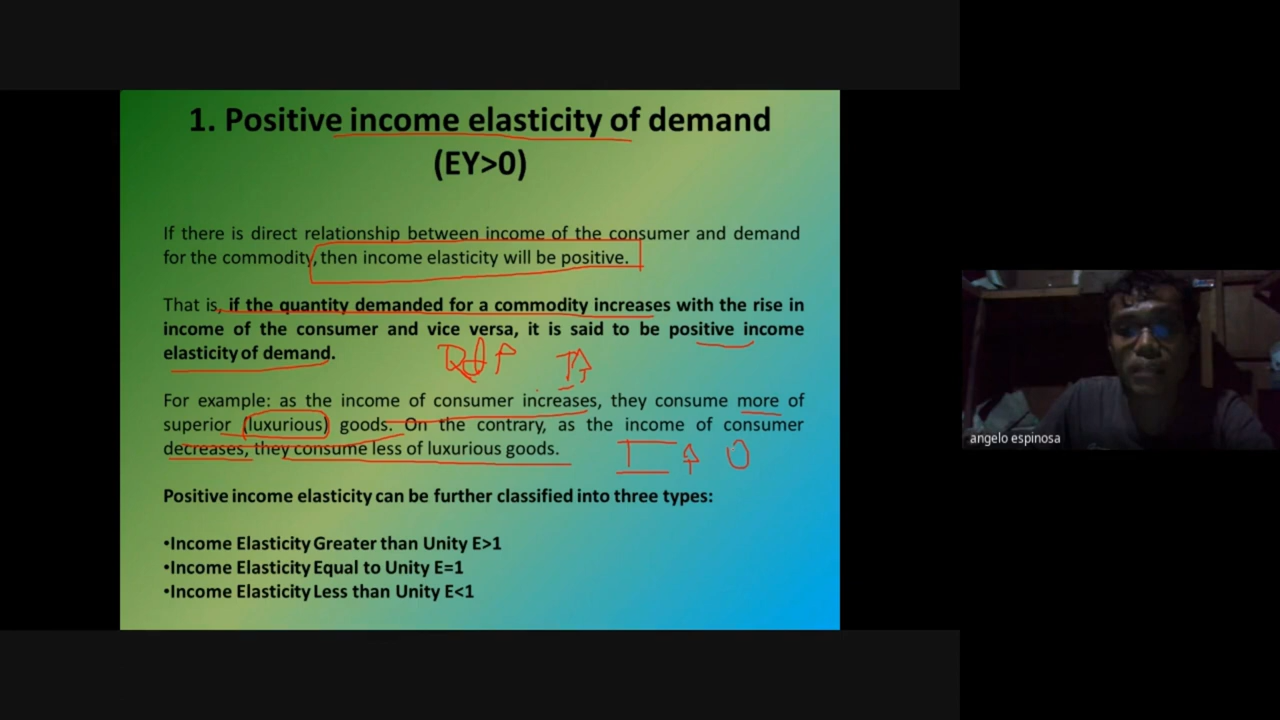 1. Positive income elasticity of demand
(EY>0)
If there is direct relationship between income of the consumer and demand
for the commodity, then income elasticity will be positive.
That is, if the quantity demanded for a commodity increases with the rise in
income of the consumer and vice versa, it is said to be positive income
elasticity of demand.
For example: as the income of consumer increases, they consume more of
superior (luxurious) goods. On the contrary, as the income of consumer
decreases, they consume less of luxurious goods.
Positive income elasticity can be further classified into three types:
•Income Elasticity Greater than Unity E>1
•Income Elasticity Equal to Unity E=1
•Income Elasticity Less than Unity E<1
angelo espinosa